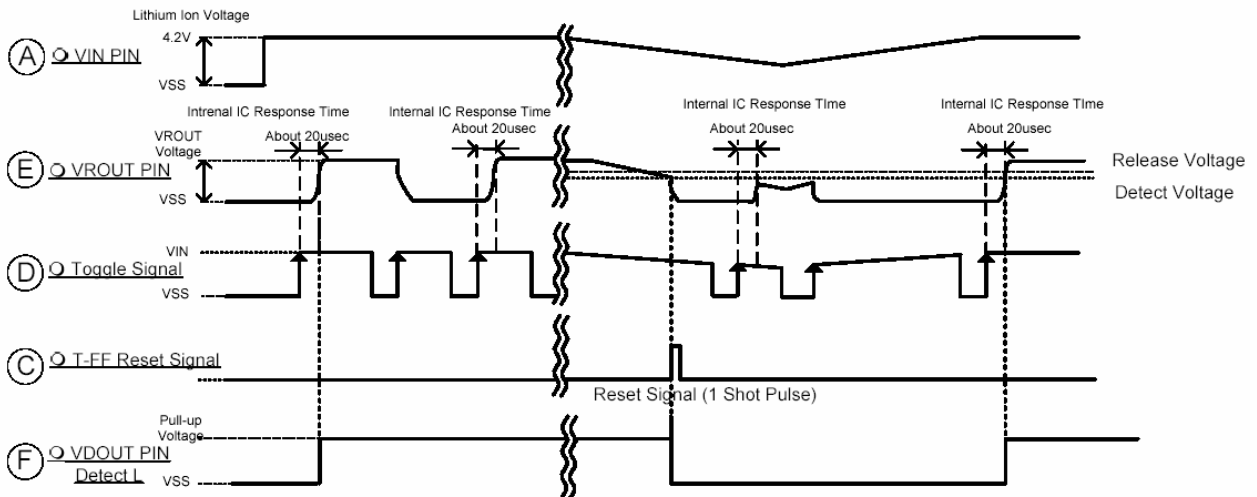 Lithium Ion Voltage
4.2V
A VIN PIN
VSS
Intrenal IC Response Time
Internal IC Response Time
Internal IC Response TIme
Internal IC Response TIme
VROUT Voltage
About 20usec
About 20usec
About 20usec
About 20usec
Release Voltage
E VROUT PIN
Detect Voltage
VSS
VIN
D Toggle Signal
VSS
C T-FF Reset Signal
Reset Signal (1 Shot Pulse)
Pull-up Voltage
F VDOUT PIN
Detect L
VSS